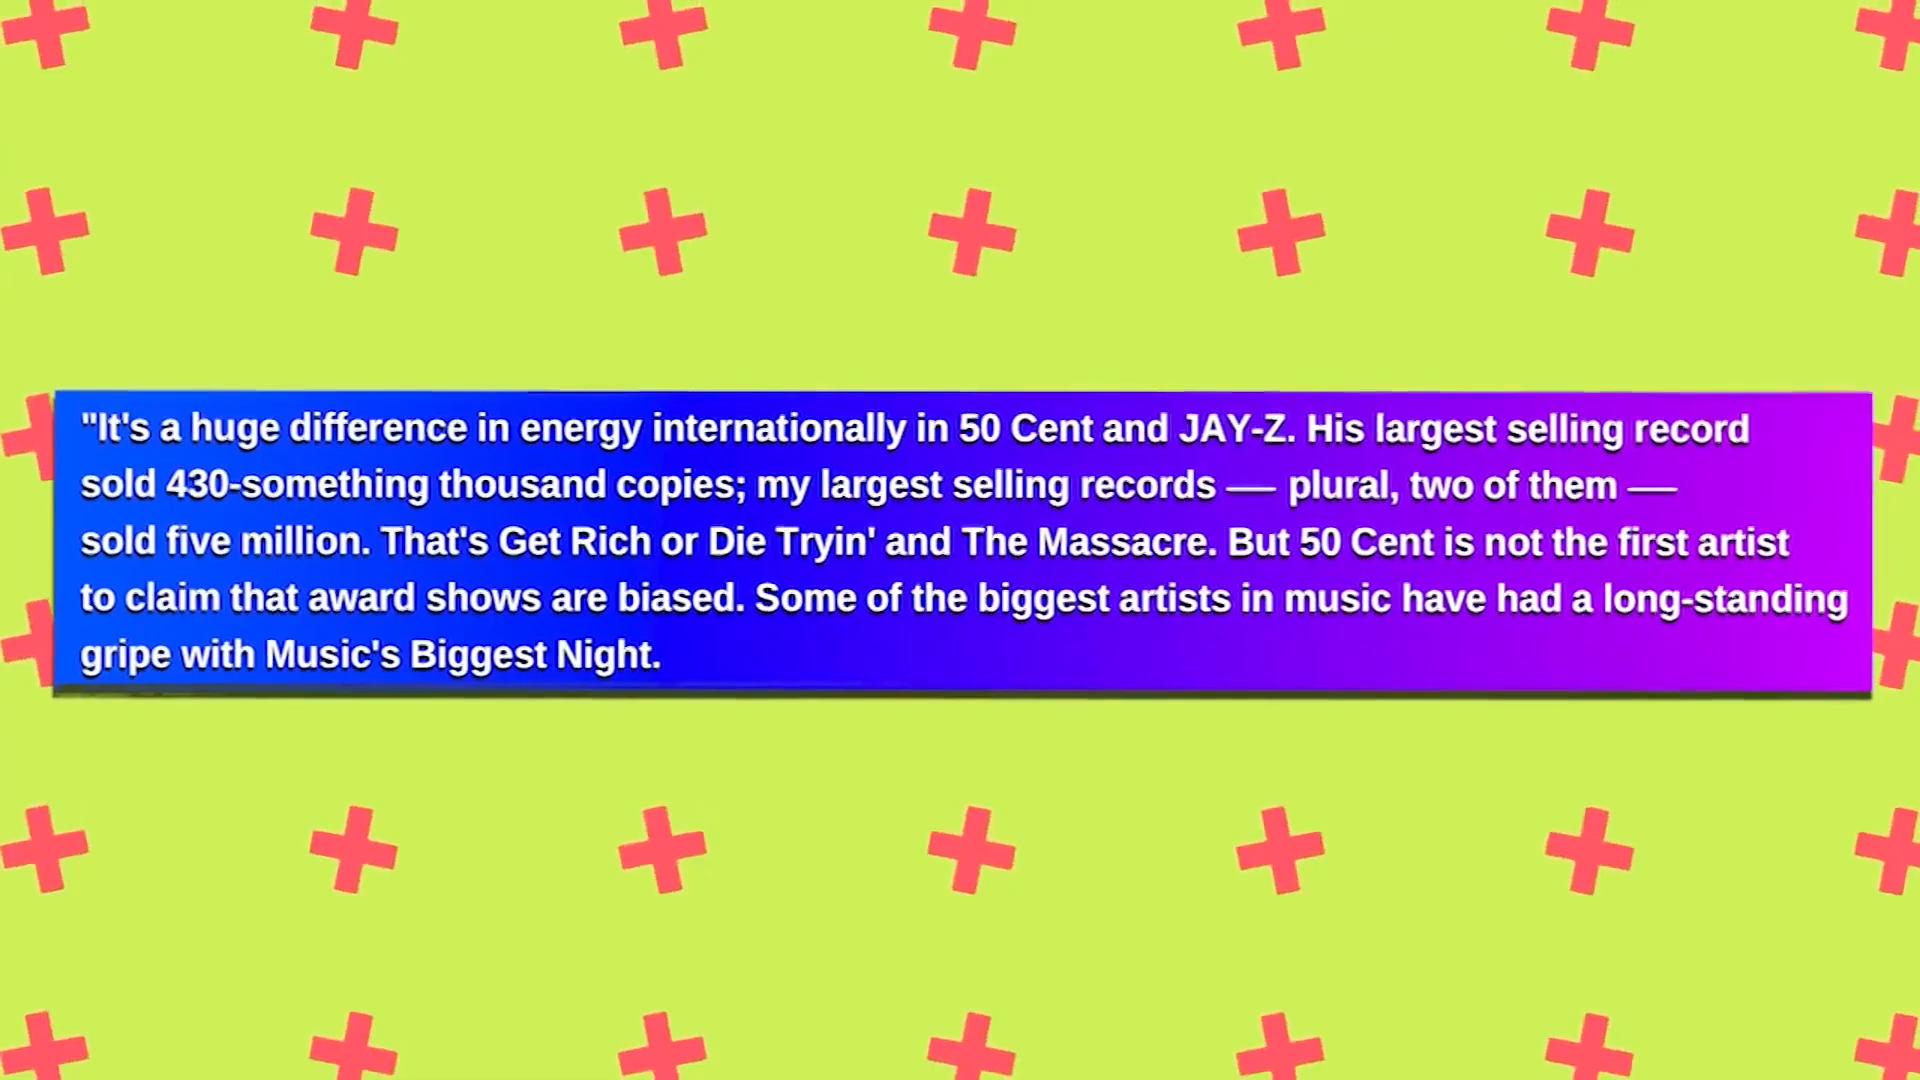 "It's a huge difference in energy internationally in 50 Cent and JAY-Z. His largest selling record
sold 430-something thousand copies; my largest selling records — plural, two of them —
sold five million. That's Get Rich or Die Tryin' and The Massacre. But 50 Cent is not the first artist
to claim that award shows are biased. Some of the biggest artists in music have had a long-standing
gripe with Music's Biggest Night.